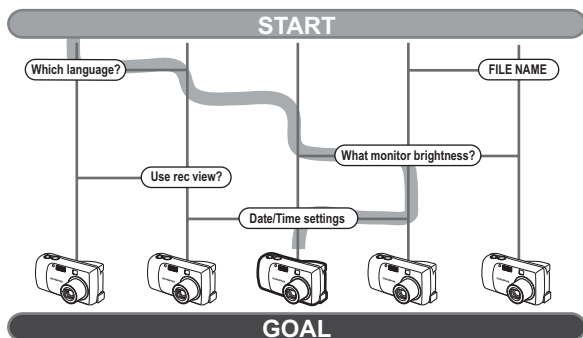 START
Which language?
FILE NAME
What monitor brightness?
Use rec view?
Date/Time settings
GOAL